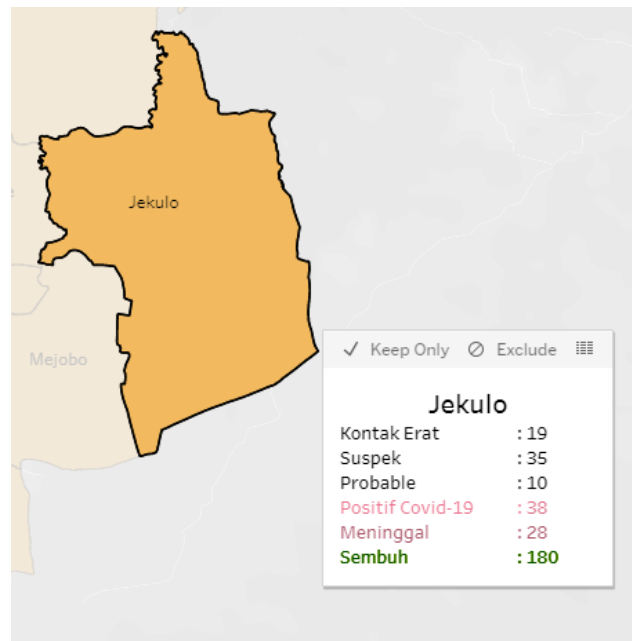 Jekulo
Mejobo
Keep Only Exclude
Jekulo
Kontak Erat : 19
Suspek : 35
Probable : 10
Positif Covid-19 : 38
Meninggal : 28
Sembuh : 180